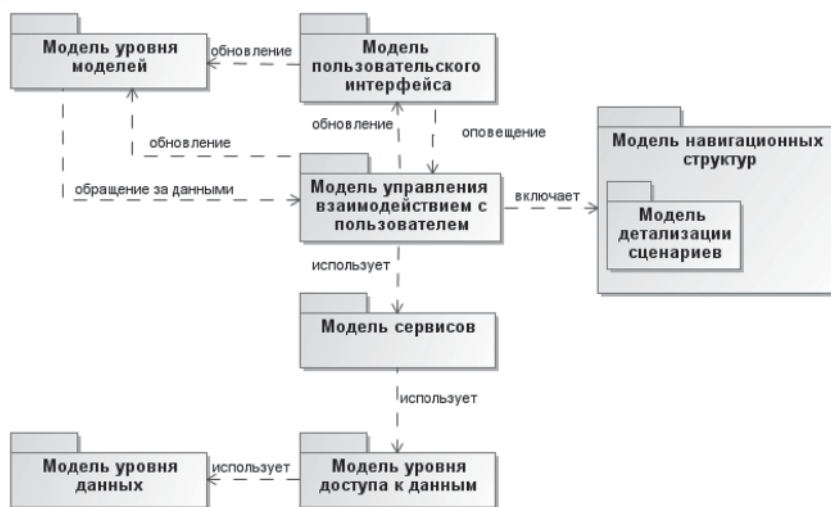 Модель уровня
моделей
обновление
Модель
пользовательского
интерфейса
обновление
обновление
оповещение
обращение за данными
Модель управления
взаимодействием с
пользователем
включает
Модель навигационных
структур
Модель
детализации
сценариев
использует
Модель сервисов
использует
Модель уровня
данных
использует
Модель уровня
доступа к данным